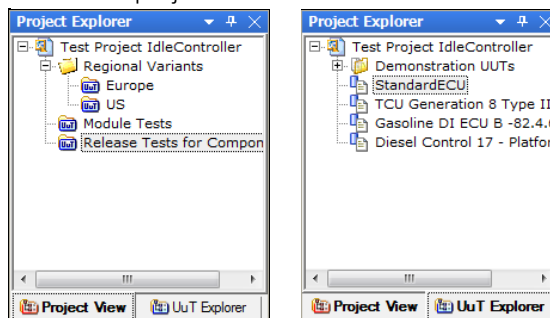 Project Explorer
Test Project IdleController
Regional Variants
Europe
US
Module Tests
Release Tests for Compon
Project View
UuT Explorer
Project Explorer
Test Project IdleController
Demonstration UUTs
StandardECU
TCU Generation 8 Type II
Gasoline DI ECU B -82.4.
Diesel Control 17 - Platfor
Project View
UuT Explorer